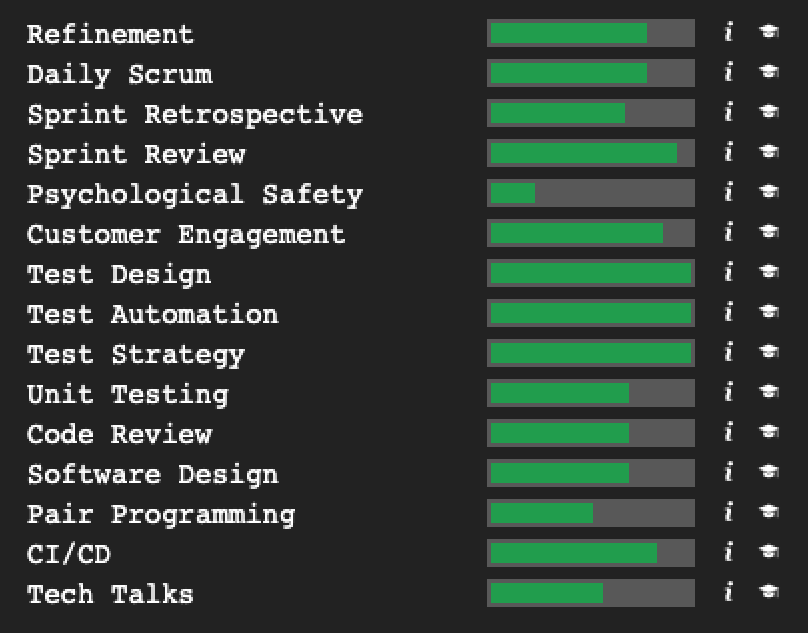 Refinement i
Daily Scrum i
Sprint Retrospective i
Sprint Review i
Psychological Safety i
Customer Engagement i
Test Design i
Test Automation i
Test Strategy i
Unit Testing i
Code Review i
Software Design i
Pair Programming i
CI/CD i
Tech Talks i